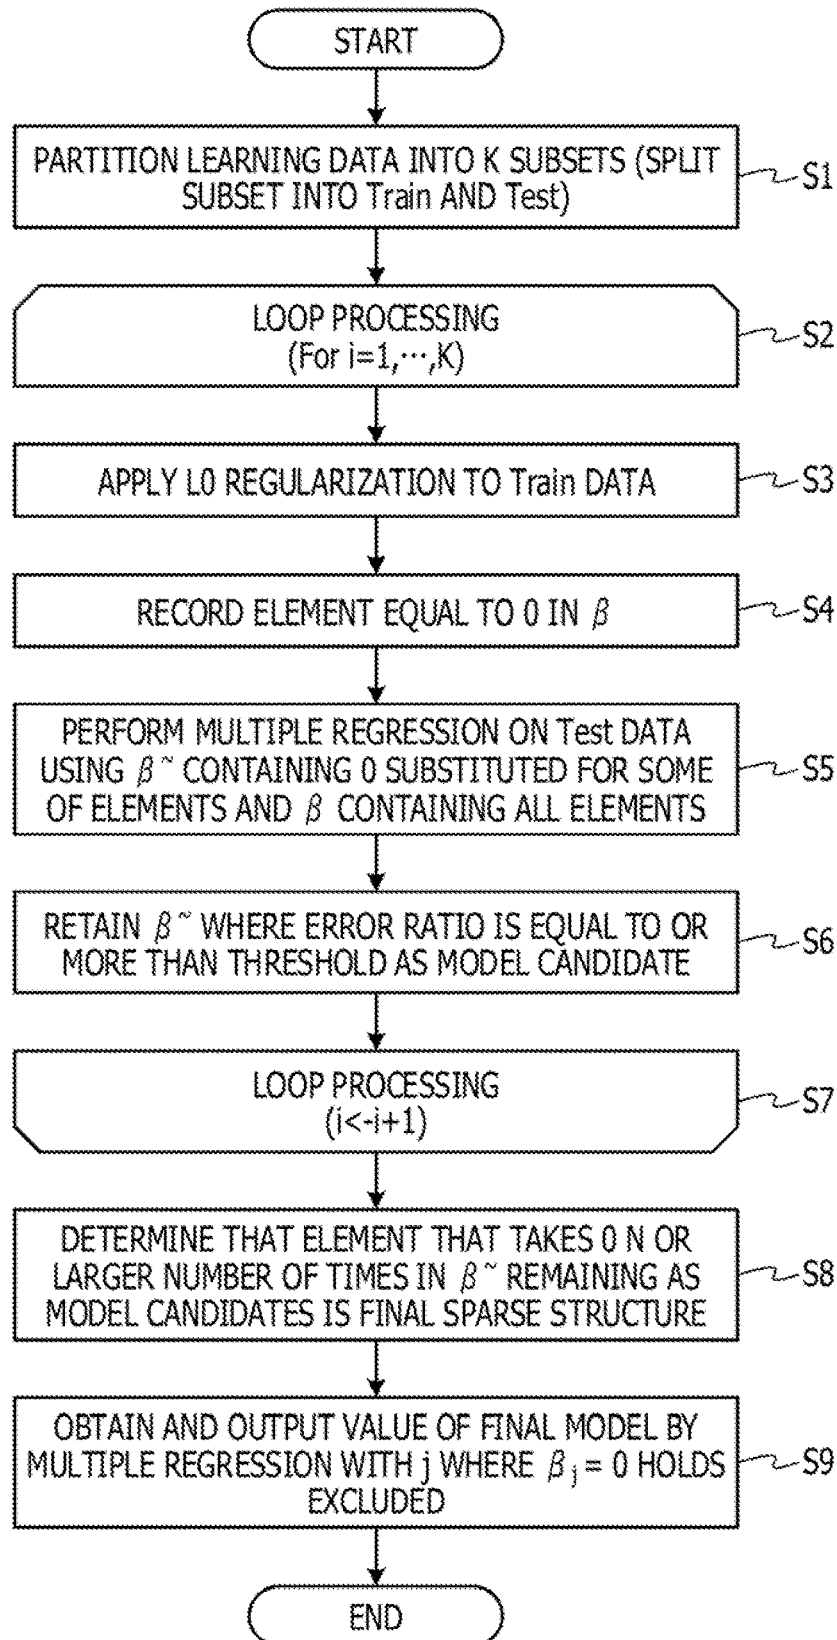 START
PARTITION LEARNING DATA INTO K SUBSETS (SPLIT
SUBSET INTO Train AND Test)
S1
LOOP PROCESSING
(For i=1,⋯,K)
S2
APPLY L0 REGULARIZATION TO Train DATA
S3
RECORD ELEMENT EQUAL TO 0 IN β
S4
PERFORM MULTIPLE REGRESSION ON Test DATA
USING β~ CONTAINING 0 SUBSTITUTED FOR SOME
OF ELEMENTS AND β CONTAINING ALL ELEMENTS
S5
RETAIN β~ WHERE ERROR RATIO IS EQUAL TO OR
MORE THAN THRESHOLD AS MODEL CANDIDATE
S6
LOOP PROCESSING
(i<-i+1)
S7
DETERMINE THAT ELEMENT THAT TAKES 0 N OR
LARGER NUMBER OF TIMES IN β~ REMAINING AS
MODEL CANDIDATES IS FINAL SPARSE STRUCTURE
S8
OBTAIN AND OUTPUT VALUE OF FINAL MODEL BY
MULTIPLE REGRESSION WITH j WHERE βj = 0 HOLDS
EXCLUDED
S9
END